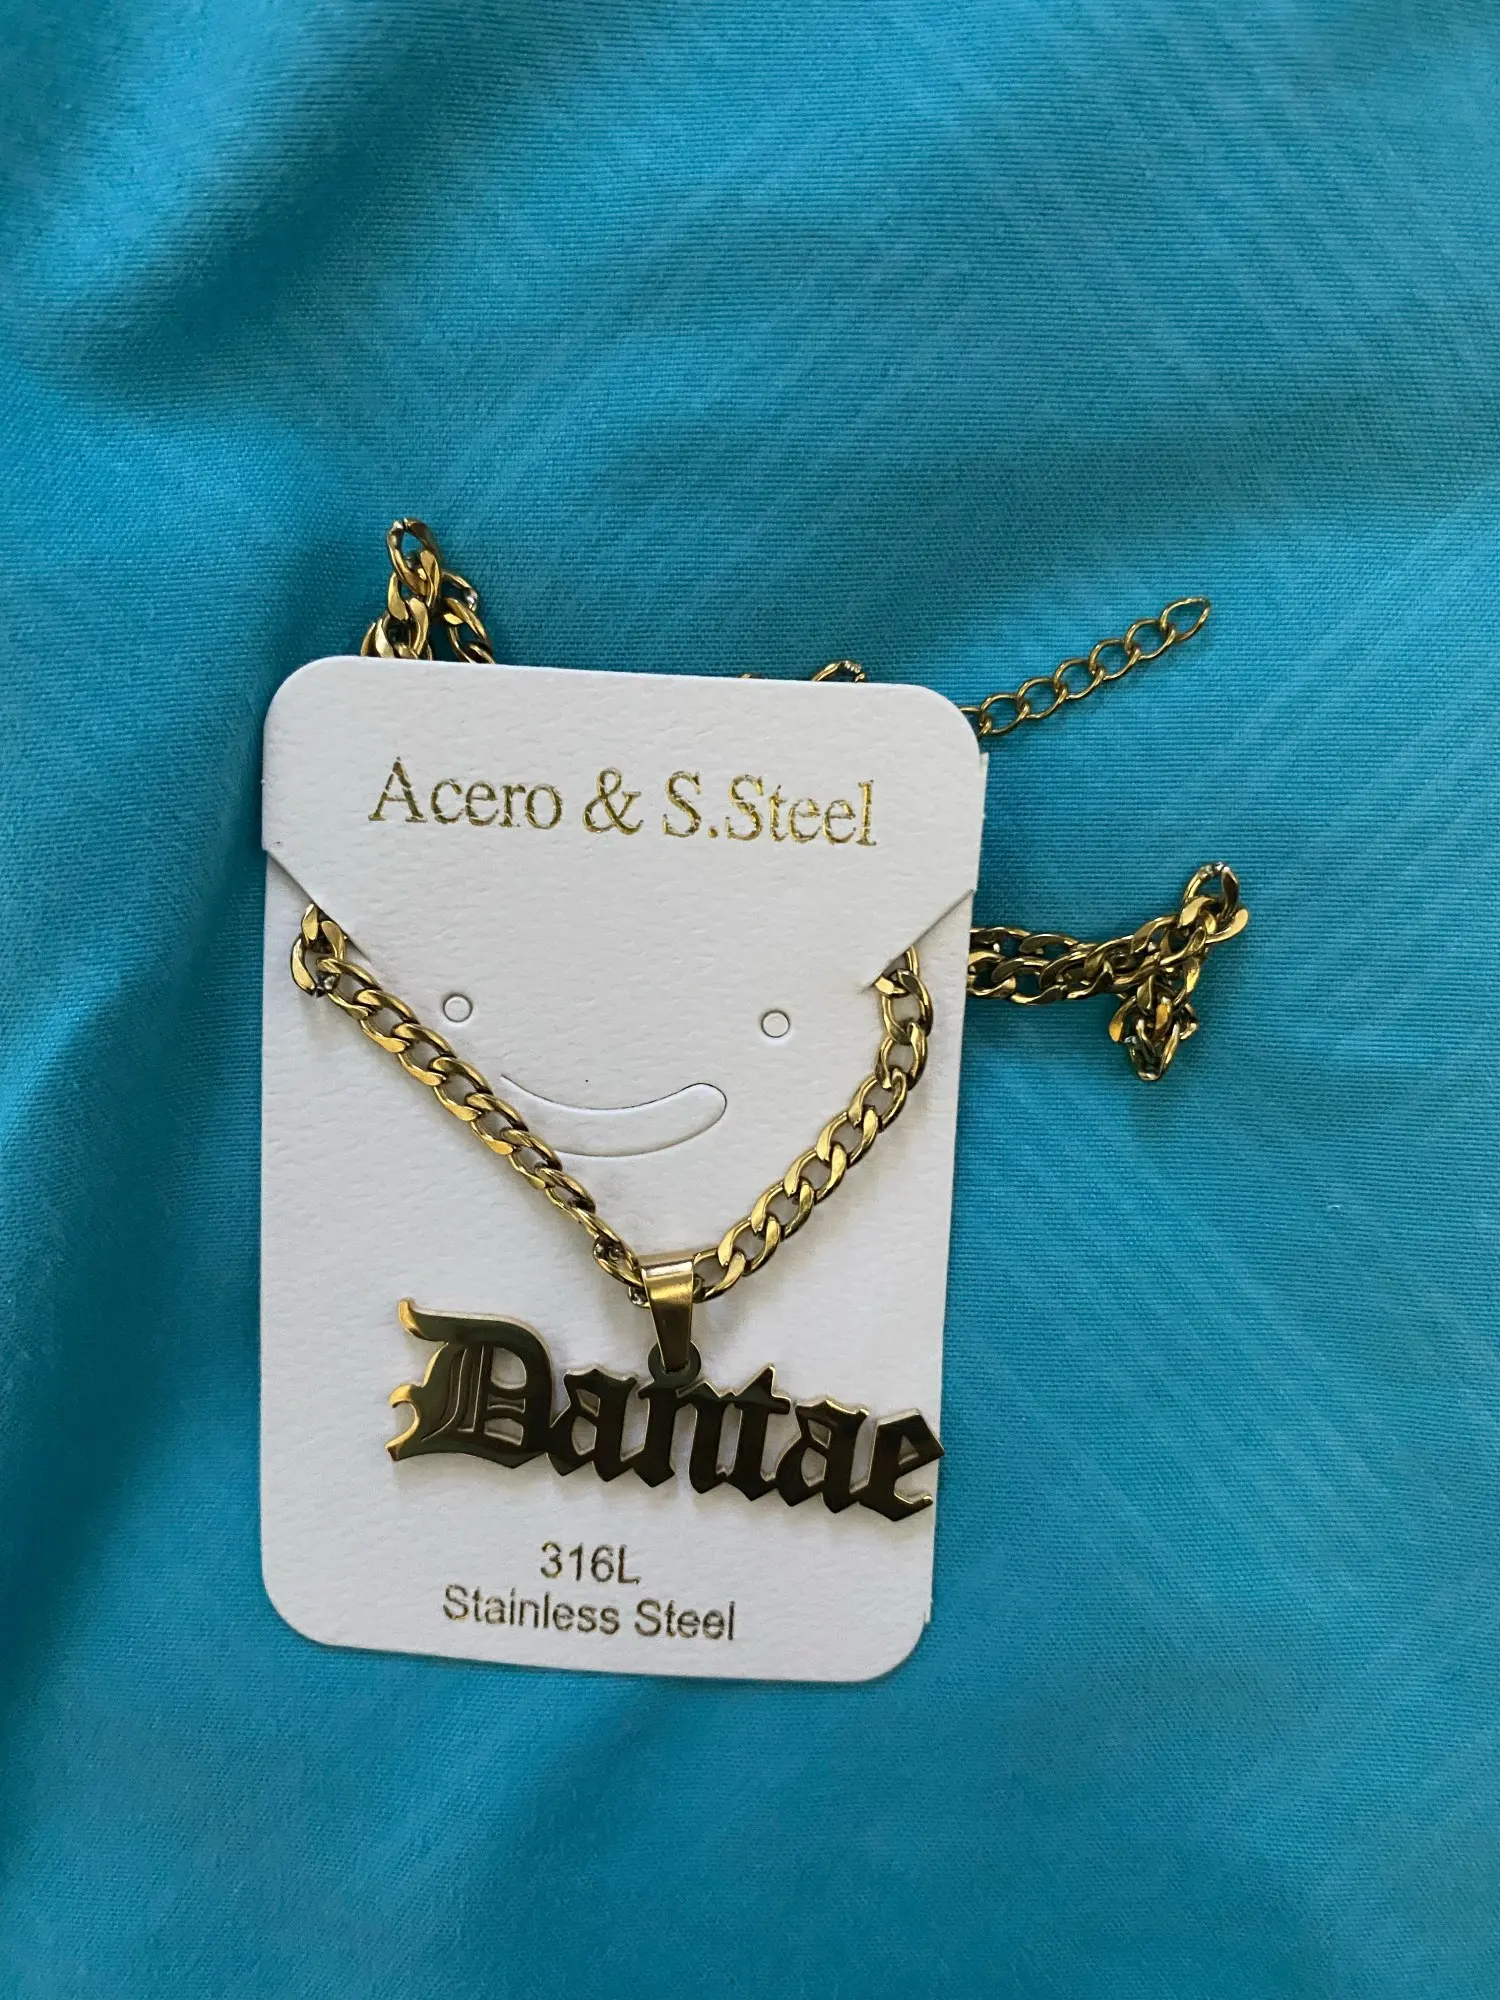 Acero & S.Steel
Dantae
316L
Stainless Steel